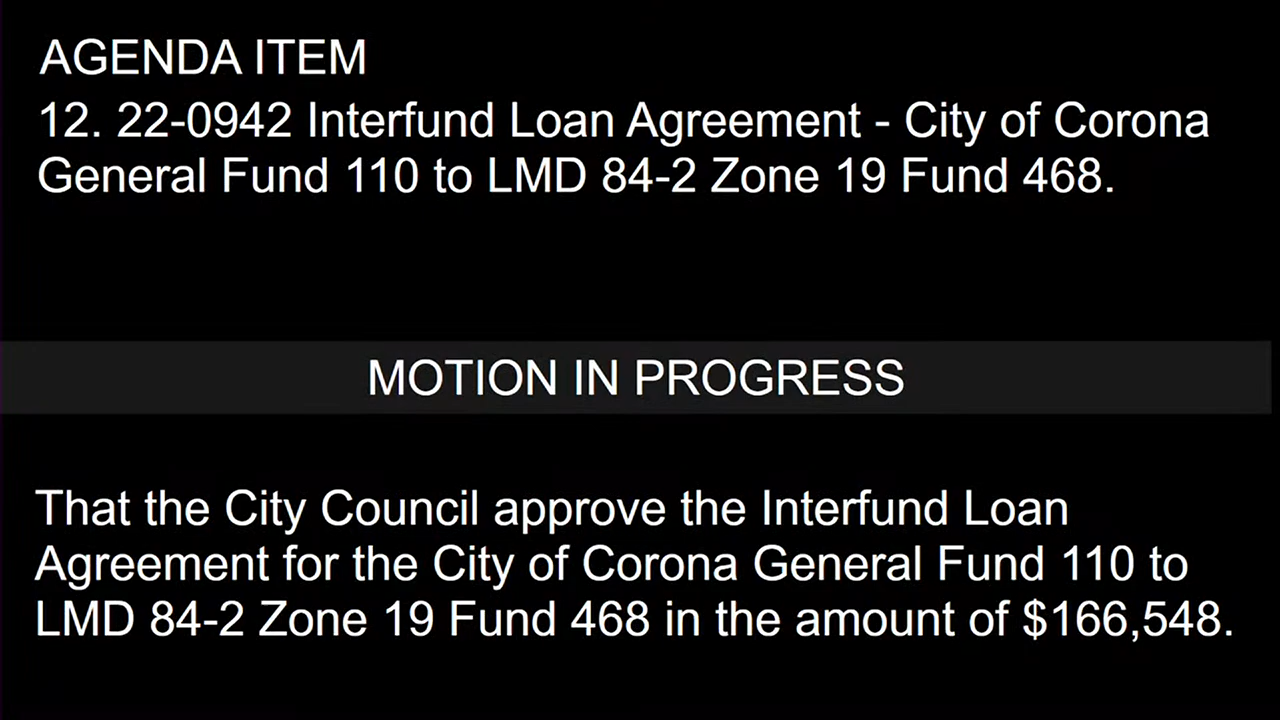 AGENDA ITEM
12. 22-0942 Interfund Loan Agreement - City of Corona
General Fund 110 to LMD 84-2 Zone 19 Fund 468.
MOTION IN PROGRESS
That the City Council approve the Interfund Loan
Agreement for the City of Corona General Fund 110 to
LMD 84-2 Zone 19 Fund 468 in the amount of $166,548.